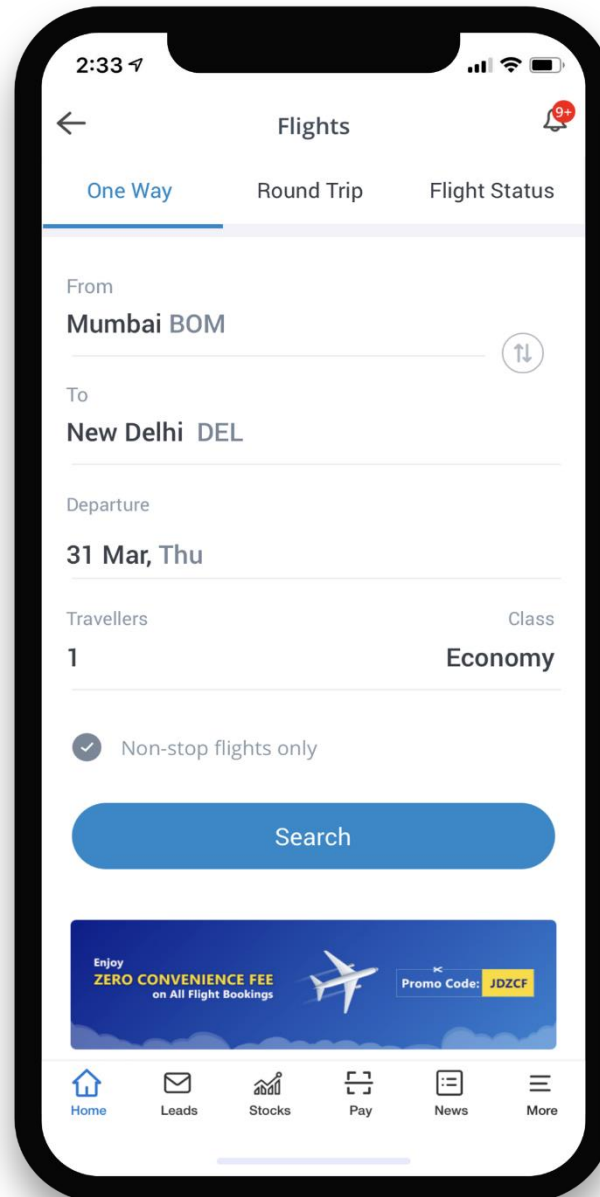 2:33
Flights
9+
One Way Round Trip Flight Status
From
Mumbai BOM
To
New Delhi DEL
Departure
31 Mar, Thu
Travellers Class
1 Economy
Non-stop flights only
Search
Enjoy
ZERO CONVENIENCE FEE
on All Flight Bookings
Promo Code: JDZCF
Home Leads Stocks Pay News More